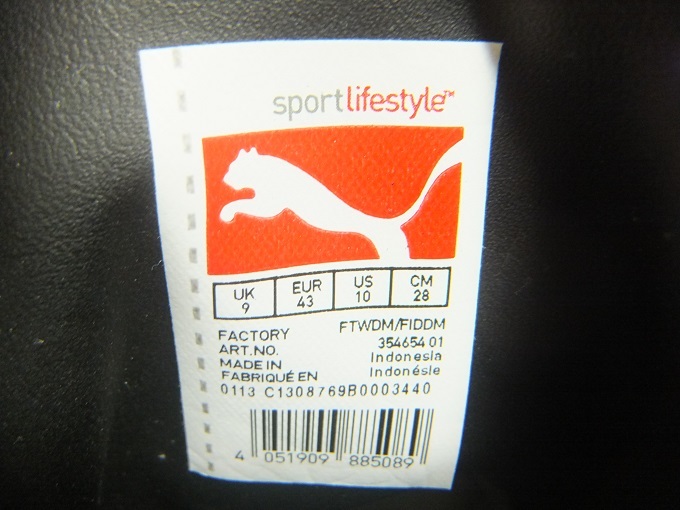 sportlifestyle™
UK EUR US CM
9 43 10 28
FACTORY FTWDM/FIDDM
ART.NO. 354654 01
MADE IN Indonesia
FABRIQUÉ EN Indonésie
0113 C1308769B0003440
4 051909 885089